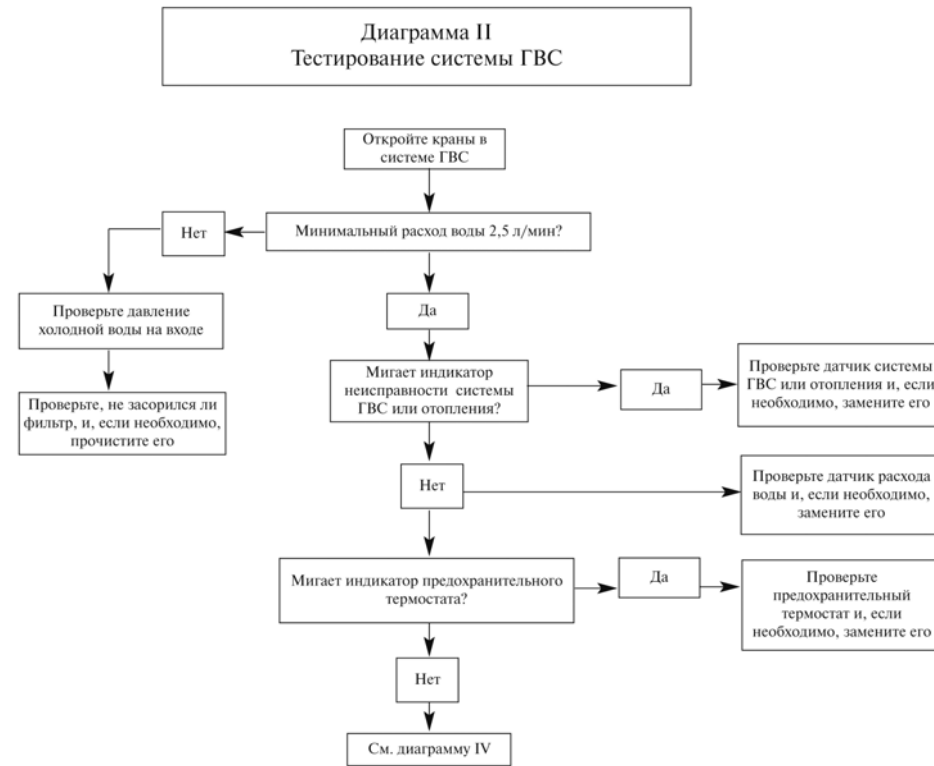 Диаграмма II
Тестирование системы ГВС
Откройте краны в
системе ГВС
Нет
Минимальный расход воды 2,5 л/мин?
Проверьте давление
холодной воды на входе
Да
Проверьте, не засорился ли
фильтр, и, если необходимо,
прочистите его
Мигает индикатор
неисправности системы
ГВС или отопления?
Да
Проверьте датчик системы
ГВС или отопления и, если
необходимо, замените его
Нет
Проверьте датчик расхода
воды и, если необходимо,
замените его
Мигает индикатор предохранительного
термостата?
Да
Проверьте
предохранительный
термостат и, если
необходимо, замените его
Нет
См. диаграмму IV